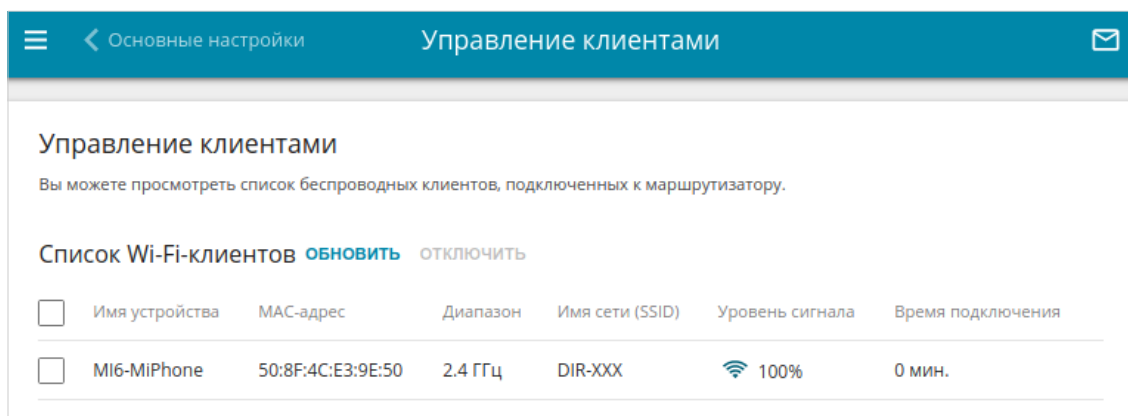 Основные настройки Управление клиентами
Управление клиентами
Вы можете просмотреть список беспроводных клиентов, подключенных к маршрутизатору.
Список Wi-Fi-клиентов ОБНОВИТЬ ОТКЛЮЧИТЬ
Имя устройства MAC-адрес Диапазон Имя сети (SSID) Уровень сигнала Время подключения
MI6-MiPhone 50:8F:4C:E3:9E:50 2.4 ГГц DIR-XXX 100% 0 мин.